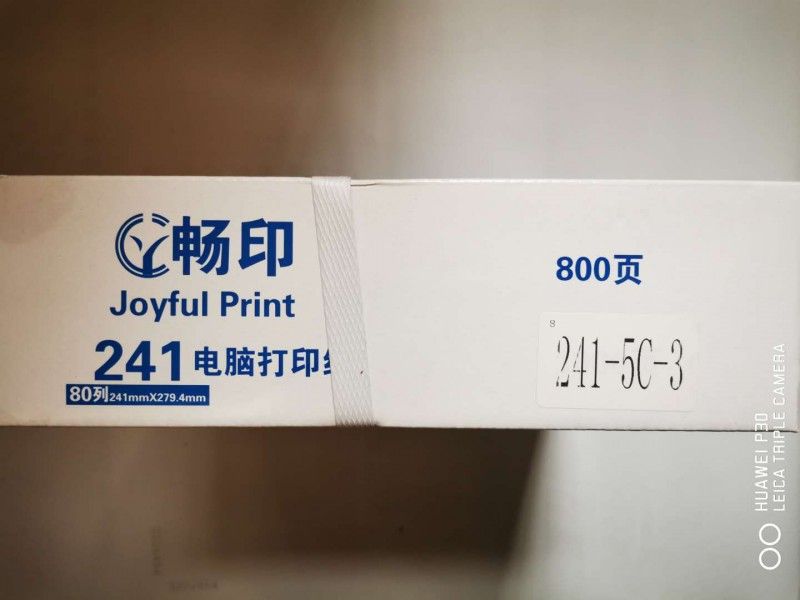 畅印
Joyful Print
241 电脑打印
80列 241mmX279.4mm
800页
8
241-5C-3
HUAWEI P30
LEICA TRIPLE CAMERA